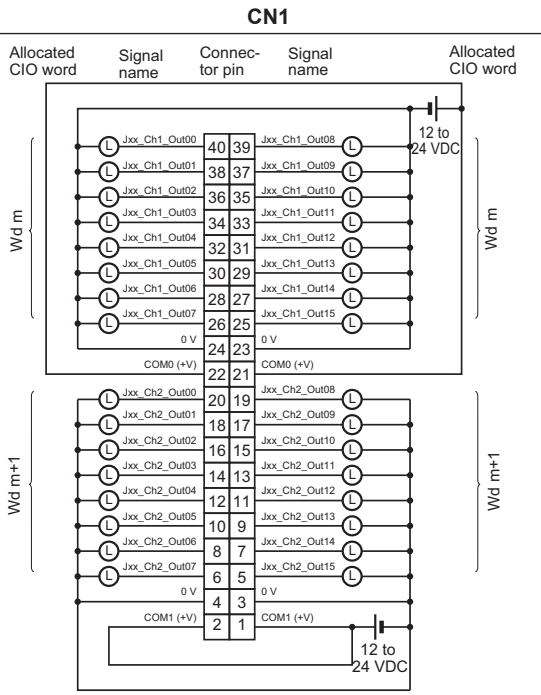 CN1
Allocated CIO word Signal name Connec-tor pin Signal name Allocated CIO word
12 to 24 VDC
Wd m
Wd m
Jxx_Ch1_Out00 40 39 Jxx_Ch1_Out08
Jxx_Ch1_Out01 38 37 Jxx_Ch1_Out09
Jxx_Ch1_Out02 36 35 Jxx_Ch1_Out10
Jxx_Ch1_Out03 34 33 Jxx_Ch1_Out11
Jxx_Ch1_Out04 32 31 Jxx_Ch1_Out12
Jxx_Ch1_Out05 30 29 Jxx_Ch1_Out13
Jxx_Ch1_Out06 28 27 Jxx_Ch1_Out14
Jxx_Ch1_Out07 26 25 Jxx_Ch1_Out15
0 V 24 23 0 V
COM0 (+V) 22 21 COM0 (+V)
Wd m+1
Wd m+1
L Jxx_Ch2_Out00 20 19 Jxx_Ch2_Out08 L
L Jxx_Ch2_Out01 18 17 Jxx_Ch2_Out09 L
L Jxx_Ch2_Out02 16 15 Jxx_Ch2_Out10 L
L Jxx_Ch2_Out03 14 13 Jxx_Ch2_Out11 L
L Jxx_Ch2_Out04 12 11 Jxx_Ch2_Out12 L
L Jxx_Ch2_Out05 10 9 Jxx_Ch2_Out13 L
L Jxx_Ch2_Out06 8 7 Jxx_Ch2_Out14 L
L Jxx_Ch2_Out07 6 5 Jxx_Ch2_Out15 L
0 V 4 3 0 V
COM1 (+V) 2 1 COM1 (+V)
12 to 24 VDC